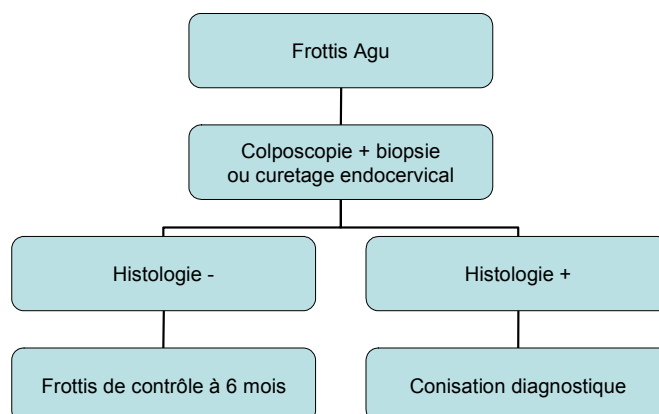 Frottis Agu
Colposcopie + biopsie
ou curetage endocervical
Histologie -
Histologie +
Frottis de contrôle à 6 mois
Conisation diagnostique